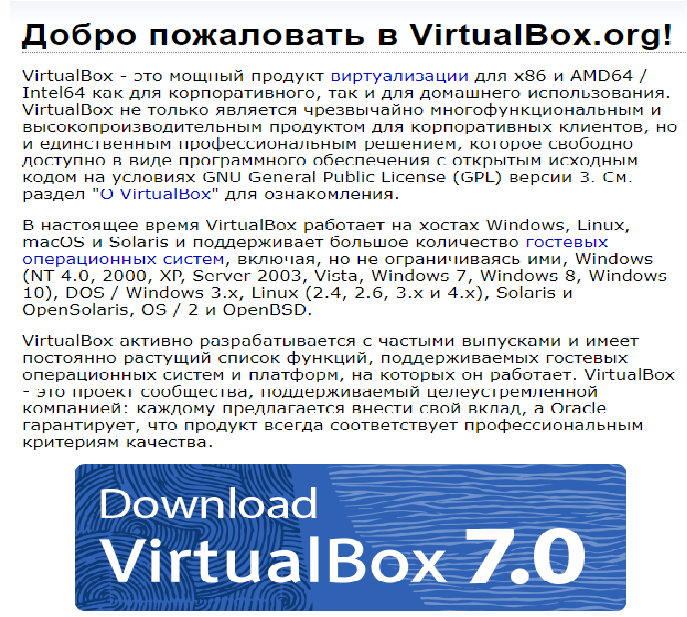 Добро пожаловать в VirtualBox.org!
VirtualBox - это мощный продукт виртуализации для x86 и AMD64 /
Intel64 как для корпоративного, так и для домашнего использования.
VirtualBox не только является чрезвычайно многофункциональным и
высокопроизводительным продуктом для корпоративных клиентов, но
и единственным профессиональным решением, которое свободно
доступно в виде программного обеспечения с открытым исходным
кодом на условиях GNU General Public License (GPL) версии 3. См.
раздел "О VirtualBox" для ознакомления.
В настоящее время VirtualBox работает на хостах Windows, Linux,
macOS и Solaris и поддерживает большое количество гостевых
операционных систем, включая, но не ограничиваясь ими, Windows
(NT 4.0, 2000, XP, Server 2003, Vista, Windows 7, Windows 8, Windows
10), DOS / Windows 3.x, Linux (2.4, 2.6, 3.x и 4.x), Solaris и
OpenSolaris, OS / 2 и OpenBSD.
VirtualBox активно разрабатывается с частыми выпусками и имеет
постоянно растущий список функций, поддерживаемых гостевых
операционных систем и платформ, на которых он работает. VirtualBox
- это проект сообщества, поддерживаемый целеустремленной
компанией: каждому предлагается внести свой вклад, а Oracle
гарантирует, что продукт всегда соответствует профессиональным
критериям качества.
Download
VirtualBox 7.0